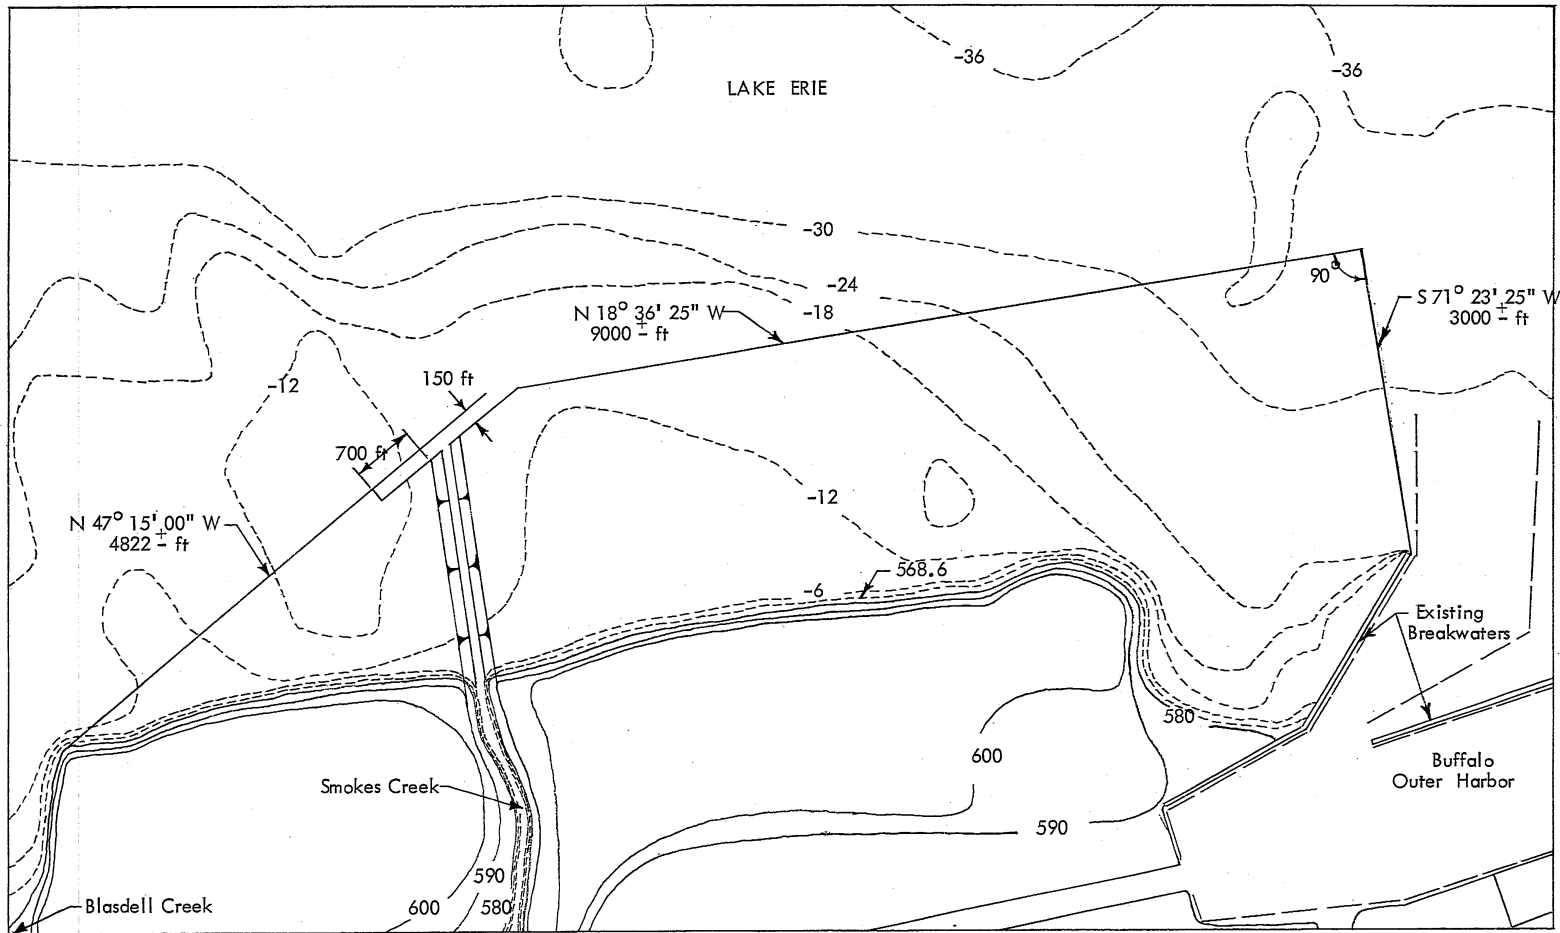 -36
-36
LAKE ERIE
-30
-24
-18
N 18° 36' 25" W
9000 ± ft
90°
S 71° 23' 25" W
3000 ± ft
-12
150 ft
700 ft
-12
N 47° 15' 00" W
4822 ± ft
568.6
-6
Existing
Breakwaters
580
600
Buffalo
Outer Harbor
Smokes Creek
590
590
600
580
Blasdell Creek